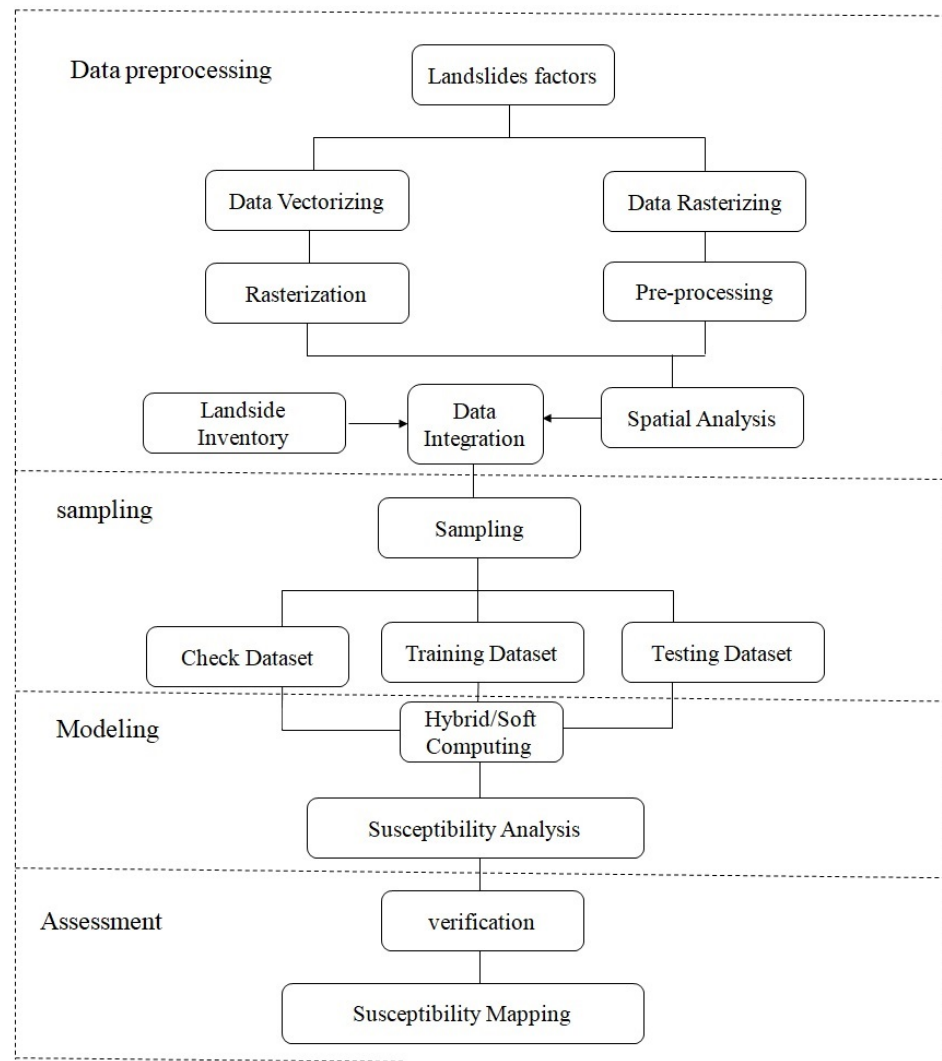 Data preprocessing
Landslides factors
Data Vectorizing
Data Rasterizing
Rasterization
Pre-processing
Landside
Inventory
Data
Integration
Spatial Analysis
sampling
Sampling
Check Dataset
Training Dataset
Testing Dataset
Modeling
Hybrid/Soft
Computing
Susceptibility Analysis
Assessment
verification
Susceptibility Mapping